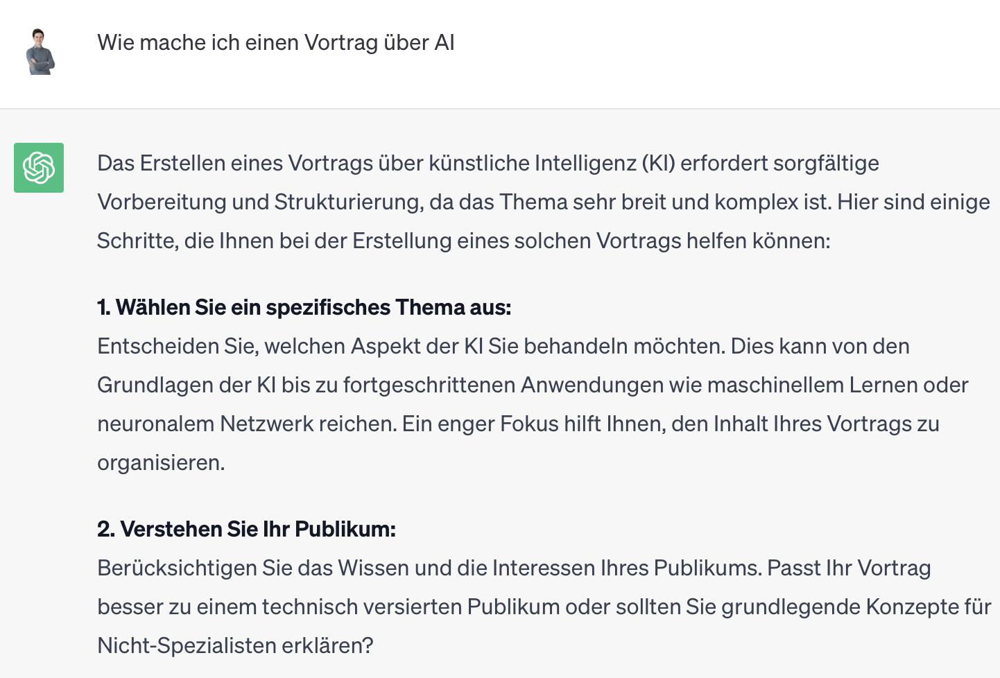 Wie mache ich einen Vortrag über AI
Das Erstellen eines Vortrags über künstliche Intelligenz (KI) erfordert sorgfältige
Vorbereitung und Strukturierung, da das Thema sehr breit und komplex ist. Hier sind einige
Schritte, die Ihnen bei der Erstellung eines solchen Vortrags helfen können:
1. Wählen Sie ein spezifisches Thema aus:
Entscheiden Sie, welchen Aspekt der KI Sie behandeln möchten. Dies kann von den
Grundlagen der KI bis zu fortgeschrittenen Anwendungen wie maschinellem Lernen oder
neuronalem Netzwerk reichen. Ein enger Fokus hilft Ihnen, den Inhalt Ihres Vortrags zu
organisieren.
2. Verstehen Sie Ihr Publikum:
Berücksichtigen Sie das Wissen und die Interessen Ihres Publikums. Passt Ihr Vortrag
besser zu einem technisch versierten Publikum oder sollten Sie grundlegende Konzepte für
Nicht-Spezialisten erklären?